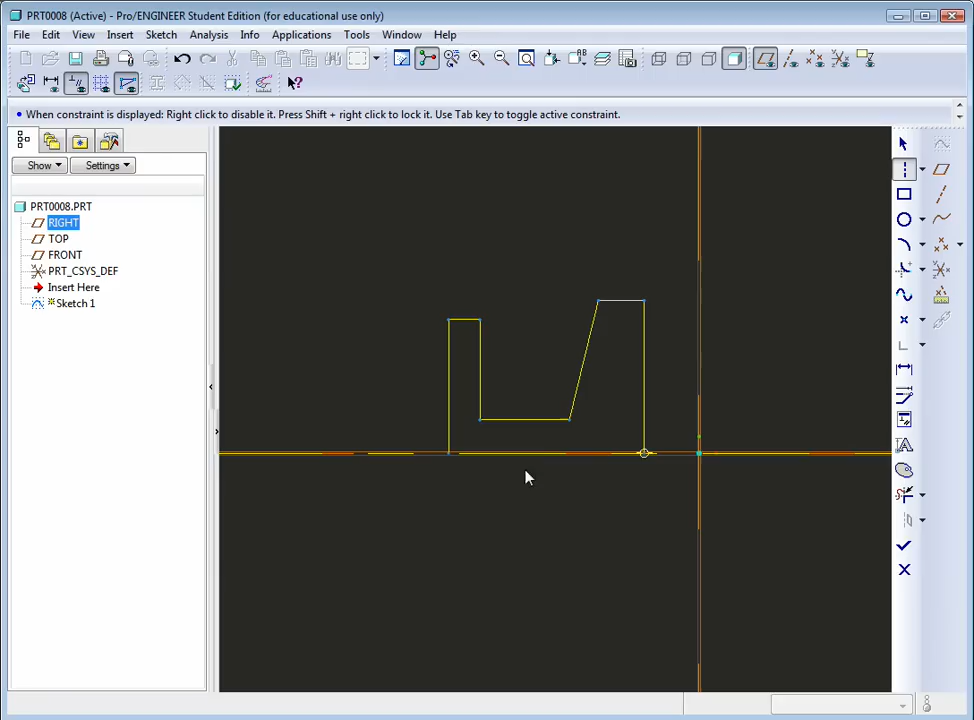 PRT0008 (Active) - Pro/ENGINEER Student Edition (for educational use only)
File Edit View Insert Sketch Analysis Info Applications Tools Window Help
When constraint is displayed: Right click to disable it. Press Shift + right click to lock it. Use Tab key to toggle active constraint.
Show Settings
PRT0008.PRT
RIGHT
TOP
FRONT
PRT_CSYS_DEF
Insert Here
Sketch 1